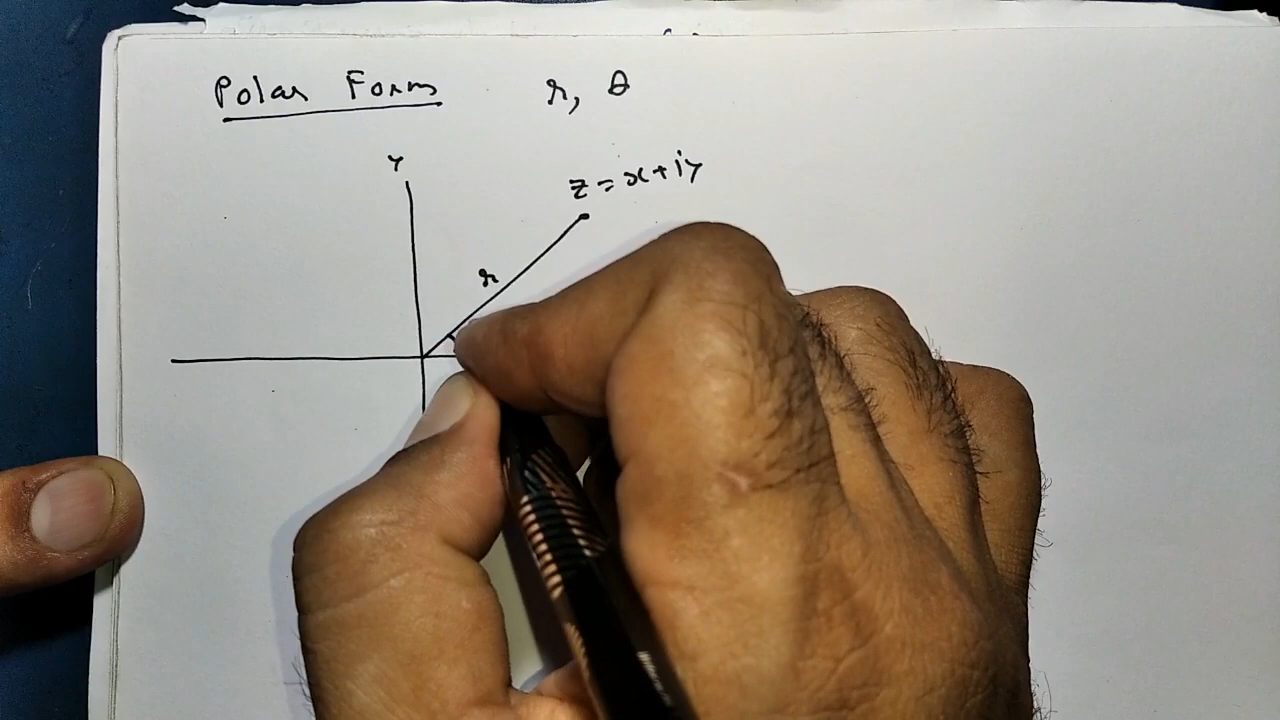 Polar Form r, θ
y
z = x+iy
r